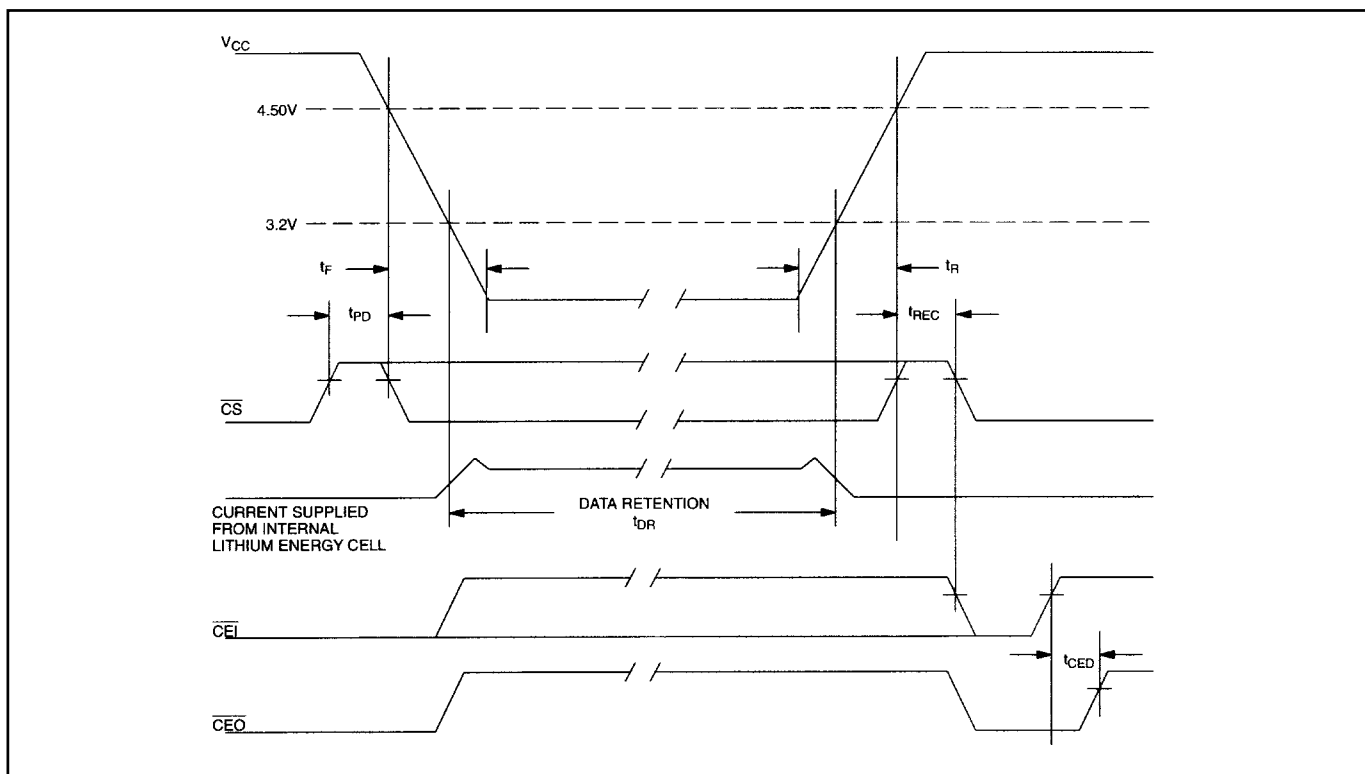 VCC
4.50V
3.2V
tF
tR
tPD
tREC
CS
DATA RETENTION
tDR
CURRENT SUPPLIED
FROM INTERNAL
LITHIUM ENERGY CELL
CEI
tCED
CEO